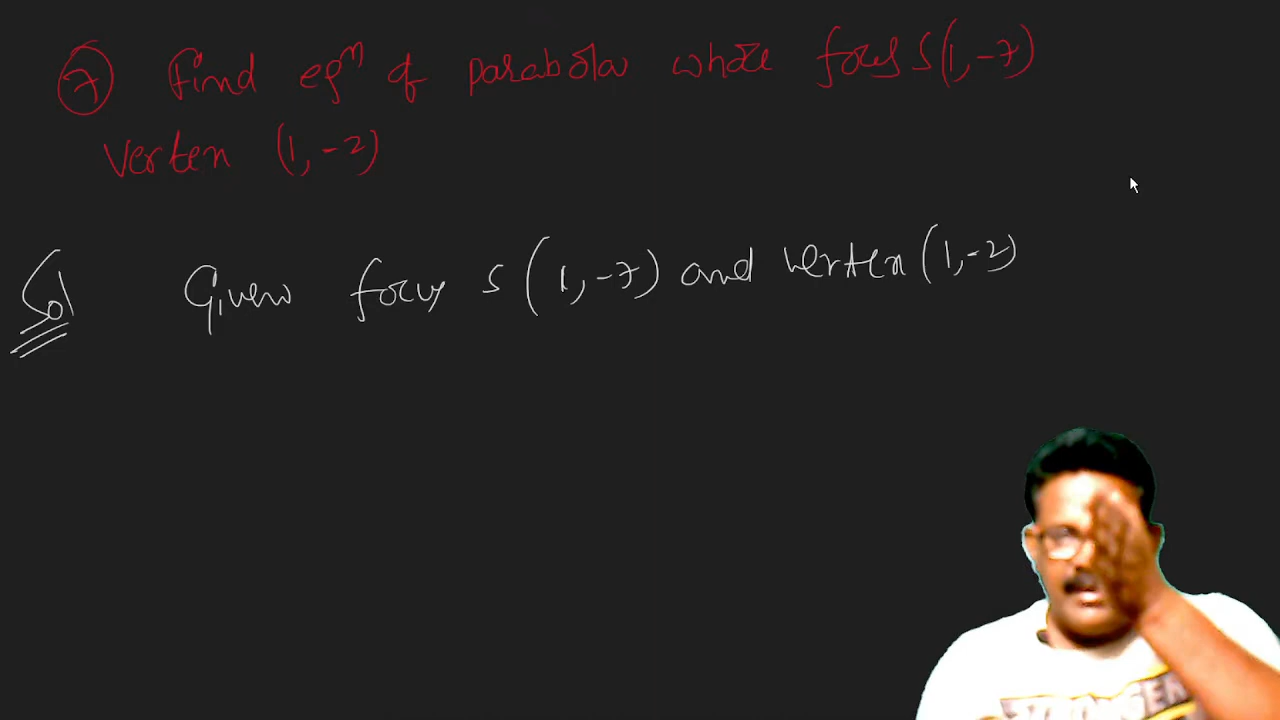 7 Find eqⁿ of parabola whose focus S(1,-7)
Vertex (1,-2)
Sol Given focus S(1,-7) and vertex (1,-2)
STRONGER